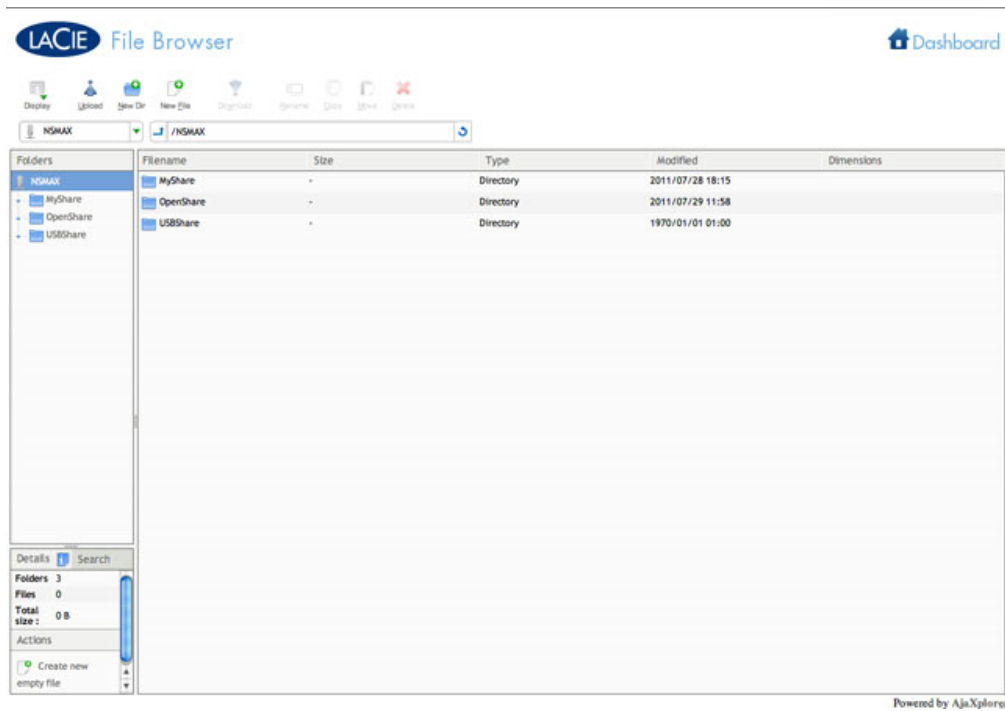 LACIE File Browser
Dashboard
Display Upload New Dir New File Download Rename Copy Move Delete
NSMAX /NSMAX
Folders Filename Size Type Modified Dimensions
NSMAX
MyShare
OpenShare
USBShare
MyShare - Directory 2011/07/28 18:15
OpenShare - Directory 2011/07/29 11:58
USBShare - Directory 1970/01/01 01:00
Details Search
Folders 3
Files 0
Total size : 0 B
Actions
Create new
empty file
Powered by AjaXplore